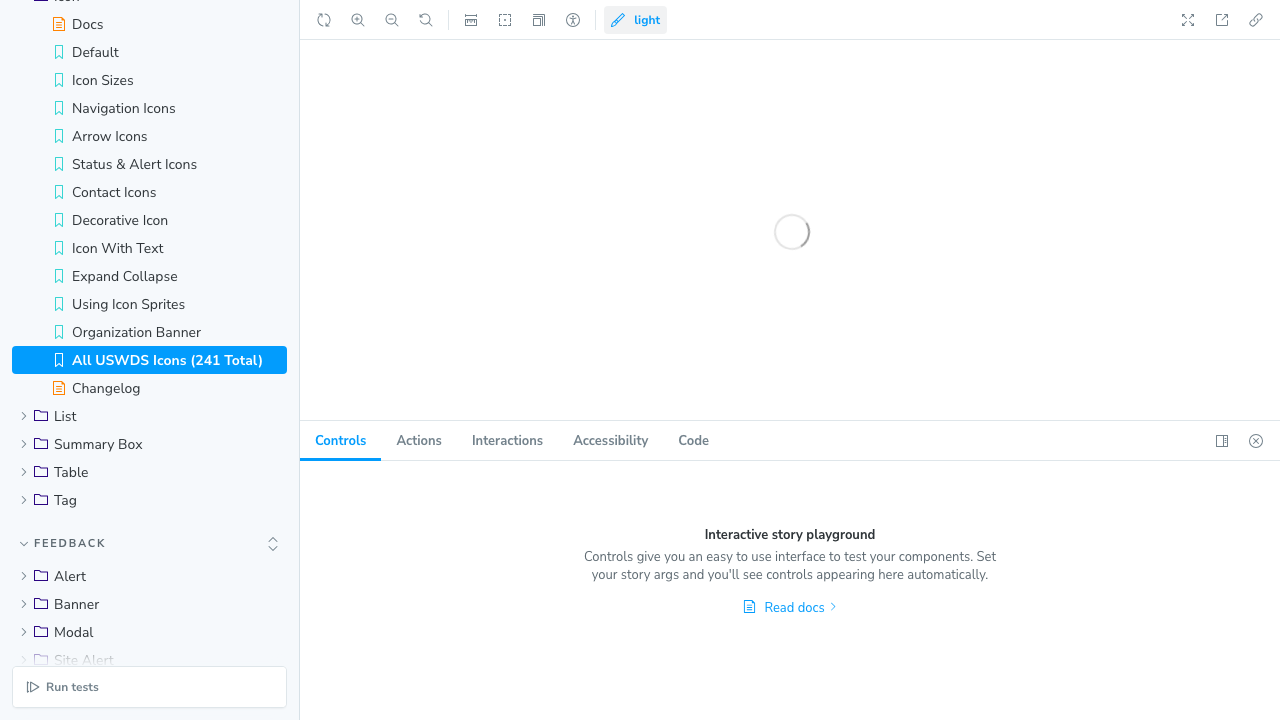 Docs
Default
Icon Sizes
Navigation Icons
Arrow Icons
Status & Alert Icons
Contact Icons
Decorative Icon
Icon With Text
Expand Collapse
Using Icon Sprites
Organization Banner
All USWDS Icons (241 Total)
Changelog
List
Summary Box
Table
Tag
FEEDBACK
Alert
Banner
Modal
Site Alert
Run tests
light
Controls
Actions
Interactions
Accessibility
Code
Interactive story playground
Controls give you an easy to use interface to test your components. Set
your story args and you'll see controls appearing here automatically.
Read docs